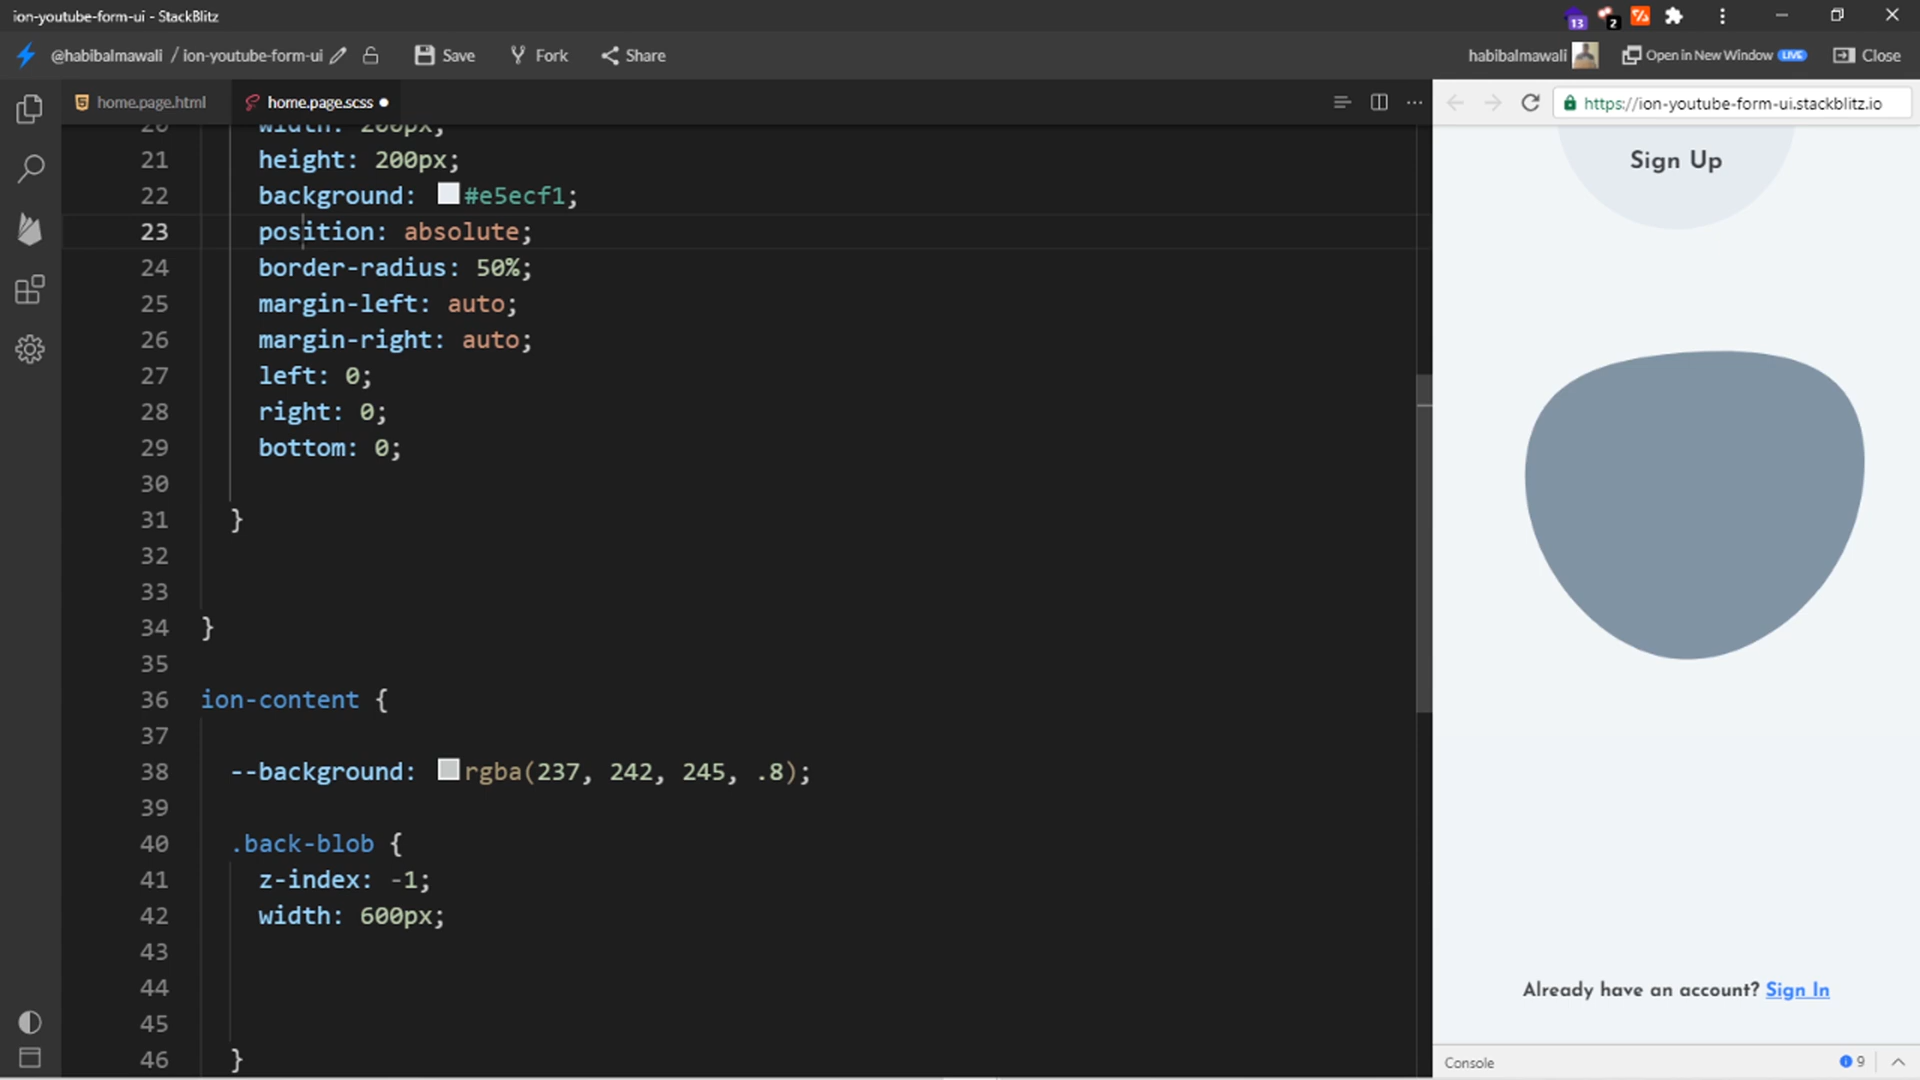 ion-youtube-form-ui - StackBlitz
13
2
@habibalmawali / ion-youtube-form-ui
Save
Fork
Share
habibalmawali
Open in New Window LIVE
Close
home.page.html
home.page.scss
https://ion-youtube-form-ui.stackblitz.io
20 width: 200px;
21 height: 200px;
22 background: #e5ecf1;
23 position: absolute;
24 border-radius: 50%;
25 margin-left: auto;
26 margin-right: auto;
27 left: 0;
28 right: 0;
29 bottom: 0;
30
31 }
32
33
34 }
35
36 ion-content {
37
38 --background: rgba(237, 242, 245, .8);
39
40 .back-blob {
41 z-index: -1;
42 width: 600px;
43
44
45
46 }
Sign Up
Already have an account? Sign In
Console
9